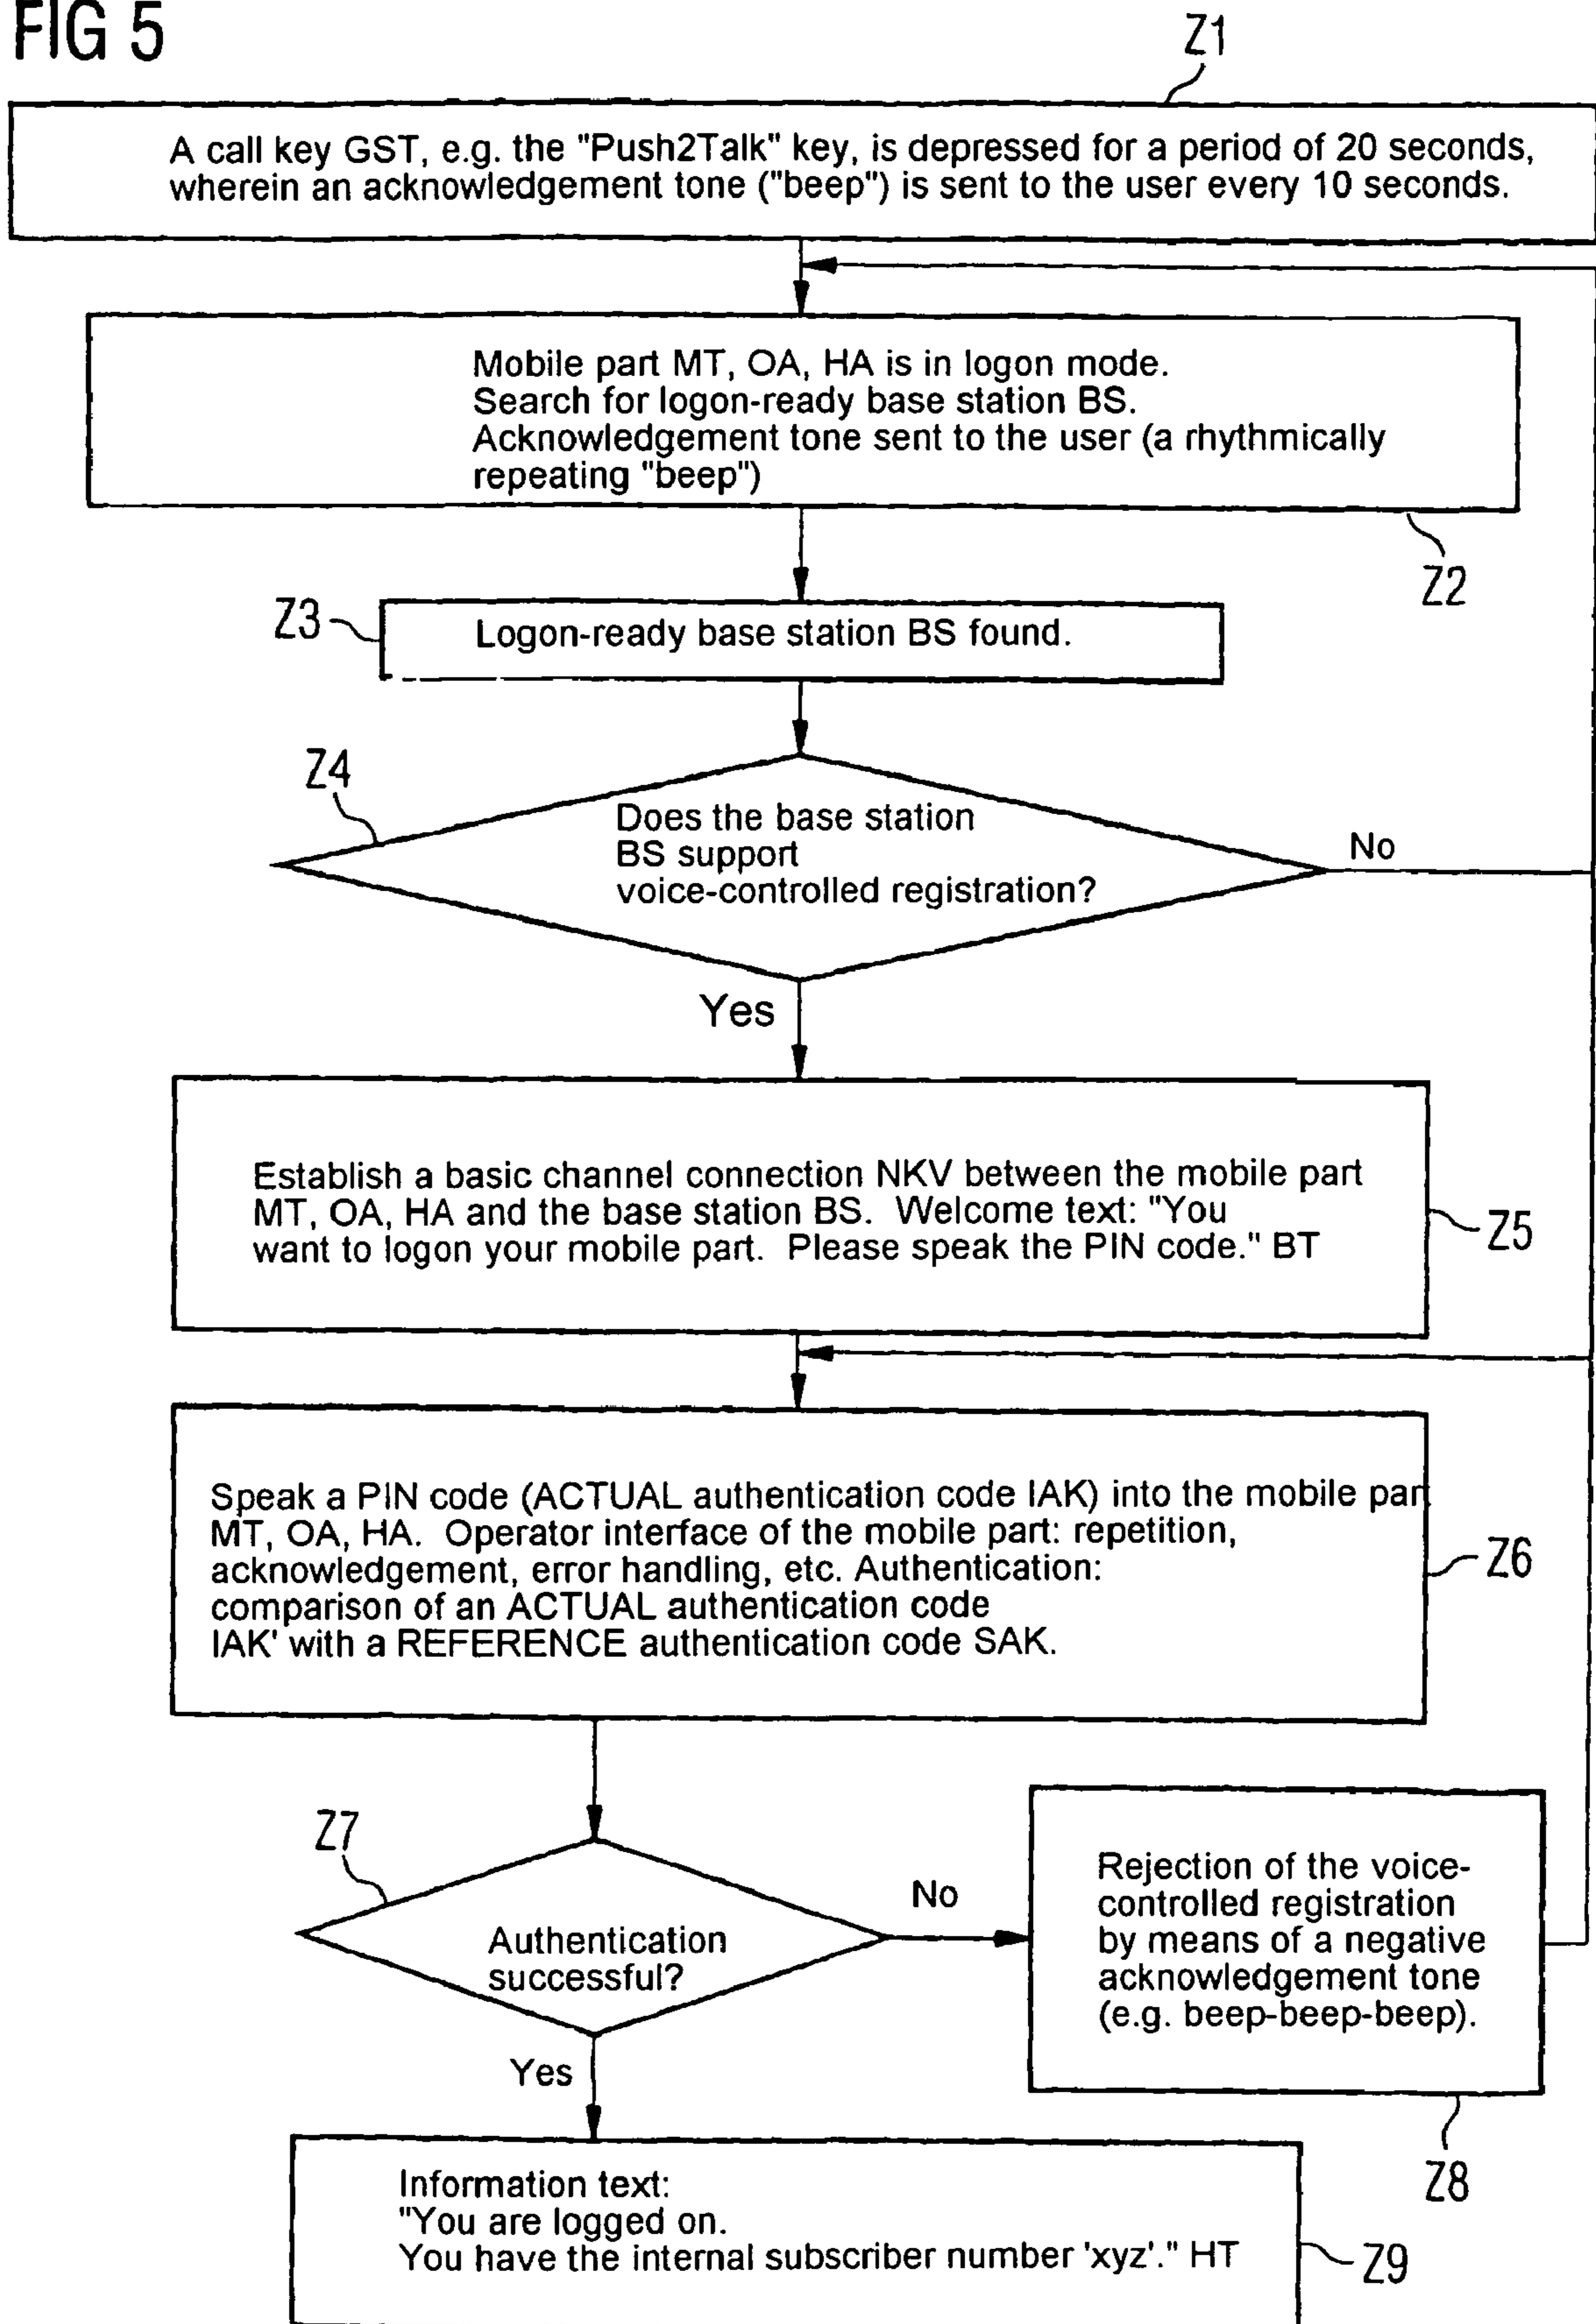 FIG 5
Z1
A call key GST, e.g. the "Push2Talk" key, is depressed for a period of 20 seconds,
wherein an acknowledgement tone ("beep") is sent to the user every 10 seconds.
Mobile part MT, OA, HA is in logon mode.
Search for logon-ready base station BS.
Acknowledgement tone sent to the user (a rhythmically
repeating "beep")
Z2
Z3
Logon-ready base station BS found.
Z4
Does the base station
BS support
voice-controlled registration?
No
Yes
Establish a basic channel connection NKV between the mobile part
MT, OA, HA and the base station BS.  Welcome text: "You
want to logon your mobile part.  Please speak the PIN code." BT
Z5
Speak a PIN code (ACTUAL authentication code IAK) into the mobile par
MT, OA, HA.  Operator interface of the mobile part: repetition,
acknowledgement, error handling, etc. Authentication:
comparison of an ACTUAL authentication code
IAK' with a REFERENCE authentication code SAK.
Z6
Z7
Authentication
successful?
No
Yes
Rejection of the voice-
controlled registration
by means of a negative
acknowledgement tone
(e.g. beep-beep-beep).
Z8
Information text:
"You are logged on.
You have the internal subscriber number 'xyz'." HT
Z9